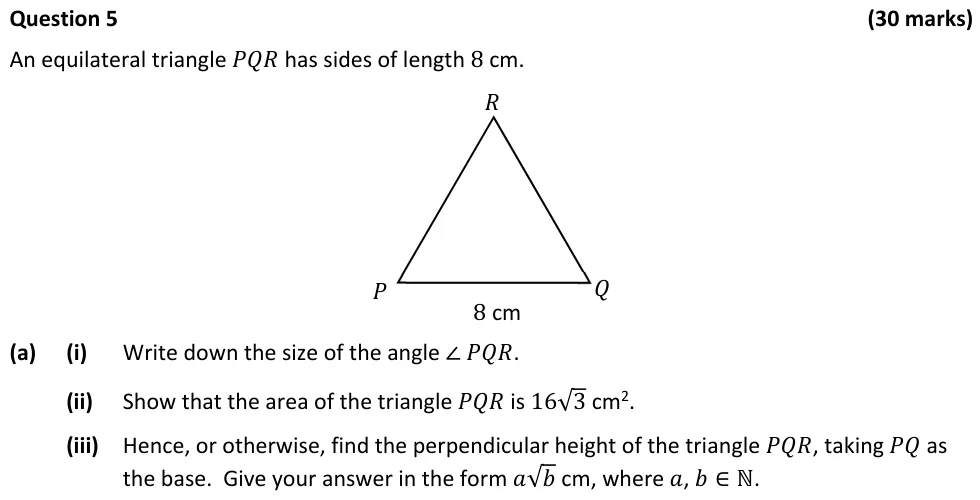 Question 5 (30 marks)
An equilateral triangle PQR has sides of length 8 cm.
R
P
Q
8 cm
(a) (i) Write down the size of the angle ∠ PQR.
(ii) Show that the area of the triangle PQR is 16√3 cm².
(iii) Hence, or otherwise, find the perpendicular height of the triangle PQR, taking PQ as
the base. Give your answer in the form a√b cm, where a, b ∈ ℕ.